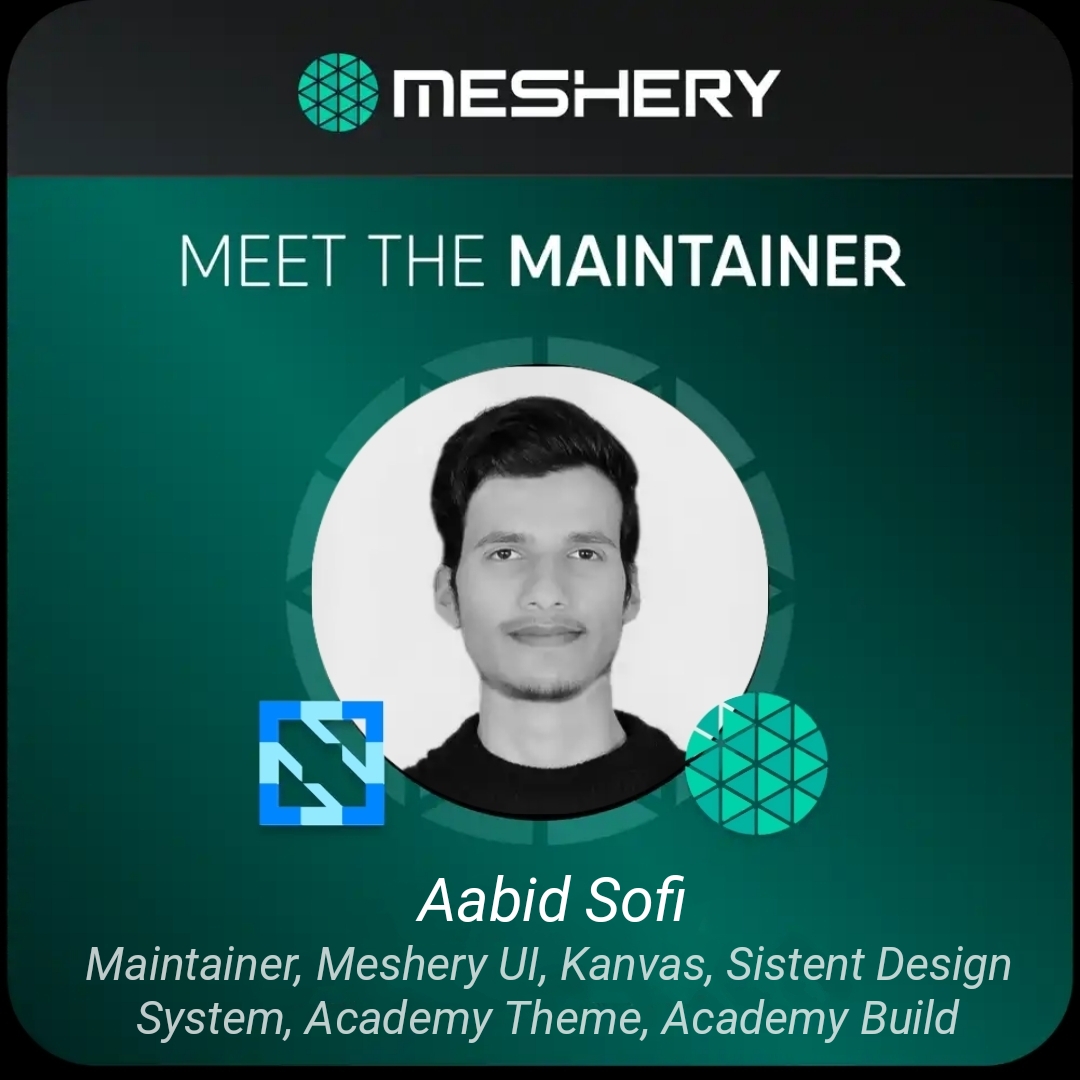 MESHERY
MEET THE MAINTAINER
Aabid Sofi
Maintainer, Meshery UI, Kanvas, Sistent Design
System, Academy Theme, Academy Build